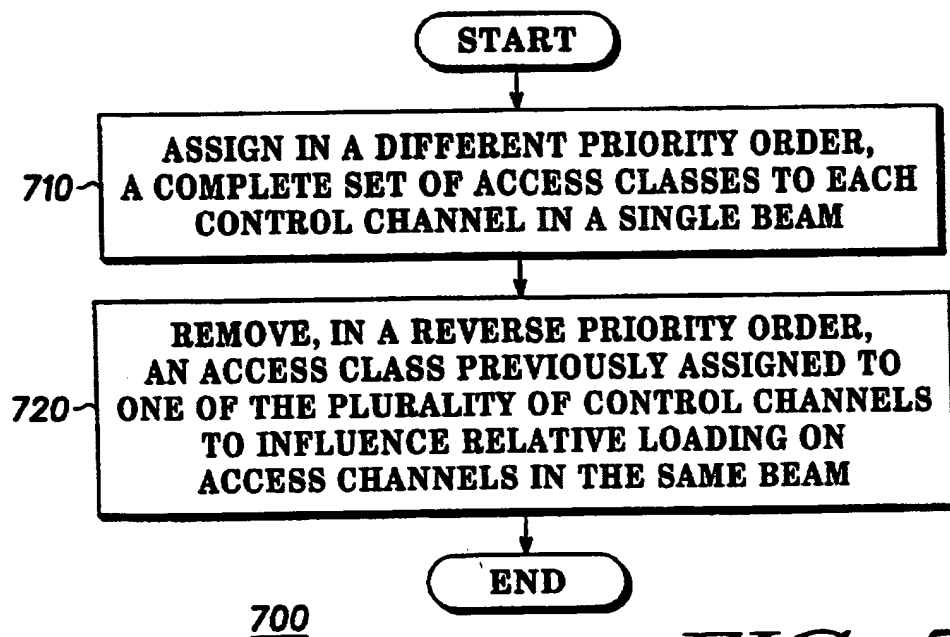 START
ASSIGN IN A DIFFERENT PRIORITY ORDER,
710 A COMPLETE SET OF ACCESS CLASSES TO EACH
CONTROL CHANNEL IN A SINGLE BEAM
REMOVE, IN A REVERSE PRIORITY ORDER,
AN ACCESS CLASS PREVIOUSLY ASSIGNED TO
720 ONE OF THE PLURALITY OF CONTROL CHANNELS
TO INFLUENCE RELATIVE LOADING ON
ACCESS CHANNELS IN THE SAME BEAM
END
700